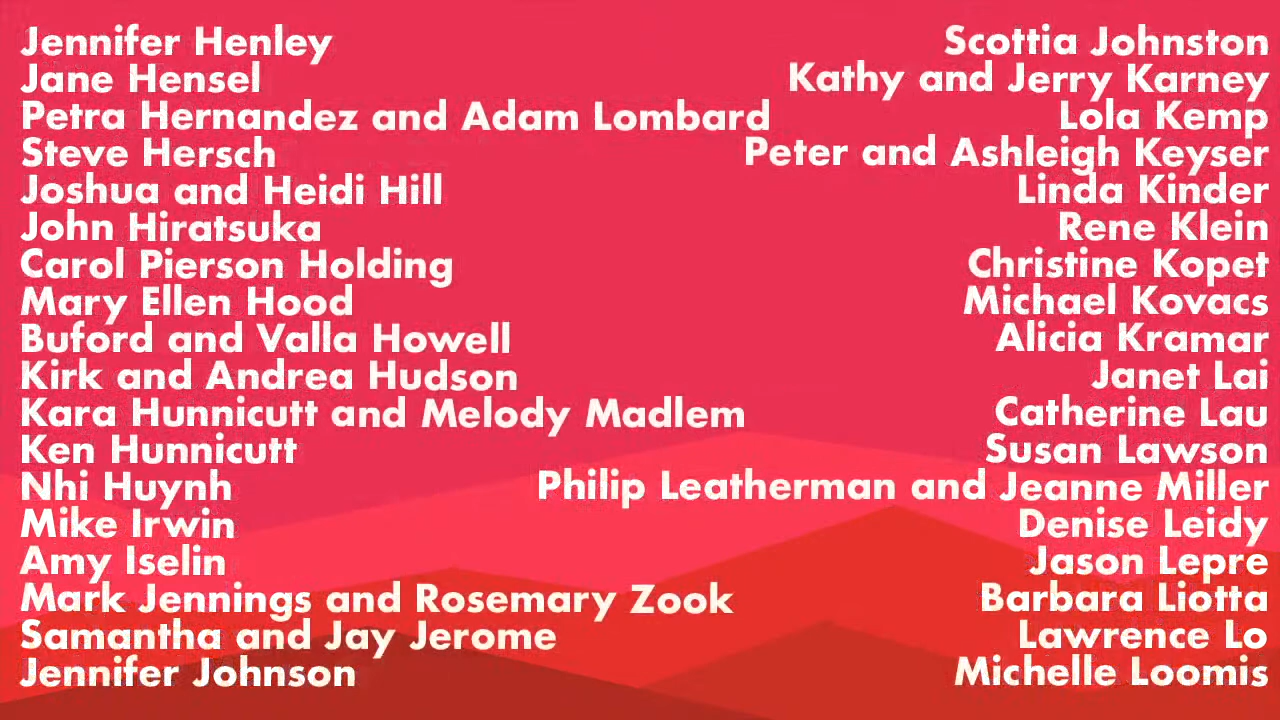 Jennifer Henley
Jane Hensel
Petra Hernandez and Adam Lombard
Steve Hersch
Joshua and Heidi Hill
John Hiratsuka
Carol Pierson Holding
Mary Ellen Hood
Buford and Valla Howell
Kirk and Andrea Hudson
Kara Hunnicutt and Melody Madlem
Ken Hunnicutt
Nhi Huynh
Mike Irwin
Amy Iselin
Mark Jennings and Rosemary Zook
Samantha and Jay Jerome
Jennifer Johnson
Scottia Johnston
Kathy and Jerry Karney
Lola Kemp
Peter and Ashleigh Keyser
Linda Kinder
Rene Klein
Christine Kopet
Michael Kovacs
Alicia Kramar
Janet Lai
Catherine Lau
Susan Lawson
Philip Leatherman and Jeanne Miller
Denise Leidy
Jason Lepre
Barbara Liotta
Lawrence Lo
Michelle Loomis